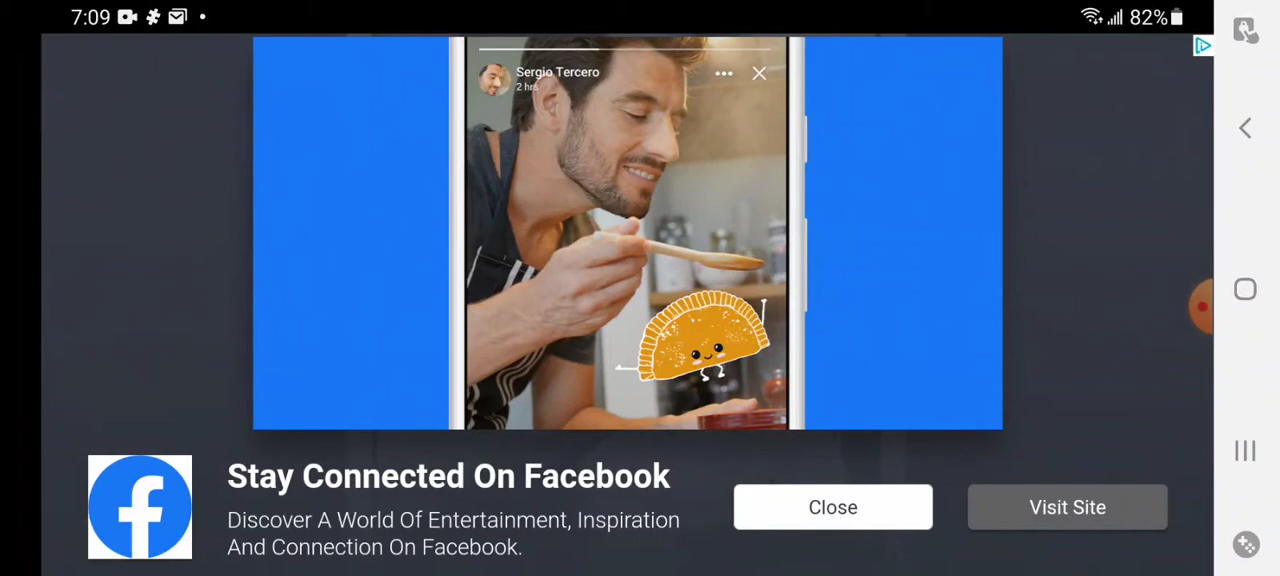 7:09
82%
Sergio Tercero
2 hrs
Stay Connected On Facebook
Discover A World Of Entertainment, Inspiration
And Connection On Facebook.
Close
Visit Site